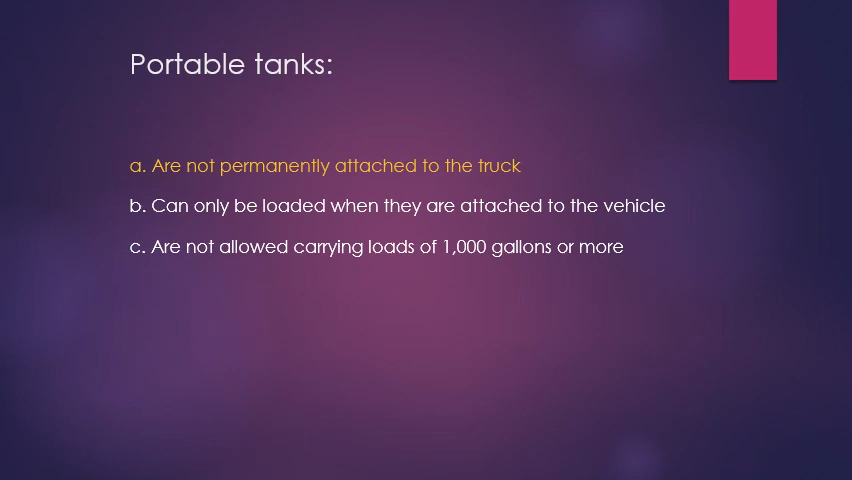 Portable tanks:
a. Are not permanently attached to the truck
b. Can only be loaded when they are attached to the vehicle
c. Are not allowed carrying loads of 1,000 gallons or more